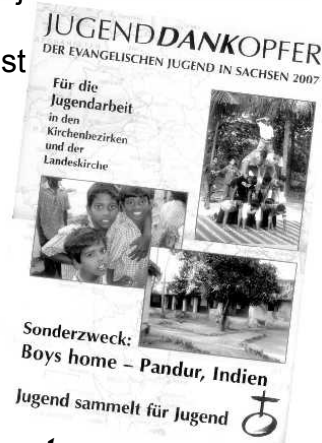 st
JUGENDDANKOPFER
DER EVANGELISCHEN JUGEND IN SACHSEN 2007
Für die
Jugendarbeit
in den
Kirchenbezirken
und der
Landeskirche
Sonderzweck:
Boys home – Pandur, Indien
Jugend sammelt für Jugend